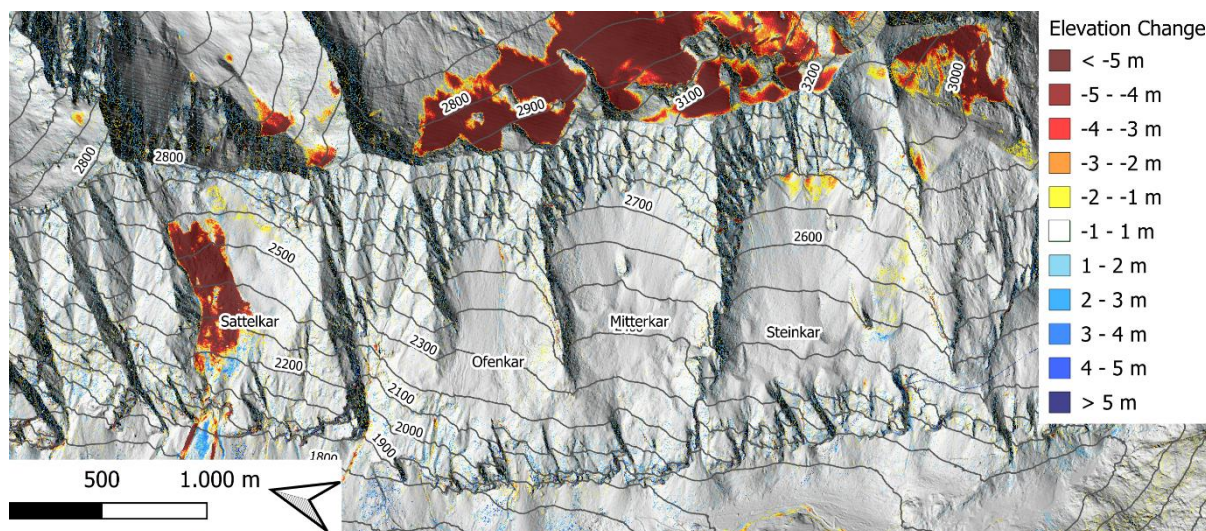 Elevation Change
< -5 m
-5 - -4 m
-4 - -3 m
-3 - -2 m
-2 - -1 m
-1 - 1 m
1 - 2 m
2 - 3 m
3 - 4 m
4 - 5 m
> 5 m
2800
2900
3100
3200
3000
2800
2800
2700
2600
2500
Sattelkar
Mitterkar
Steinkar
2300
Ofenkar
2200
2100
2000
1900
1800
500
1.000 m